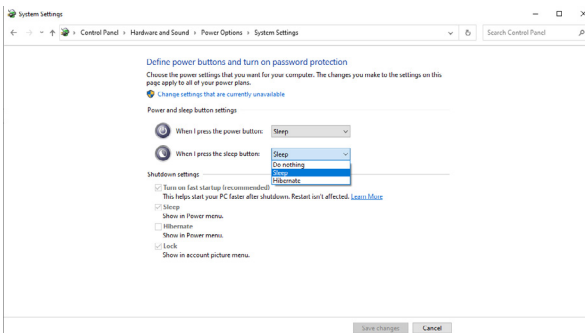 System Settings
Control Panel > Hardware and Sound > Power Options > System Settings
Search Control Panel
Define power buttons and turn on password protection
Choose the power settings that you want for your computer. The changes you make to the settings on this
page apply to all of your power plans.
Change settings that are currently unavailable
Power and sleep button settings
When I press the power button: Sleep
When I press the sleep button: Sleep
Do nothing
Sleep
Hibernate
Shutdown settings
Turn on fast startup (recommended)
This helps start your PC faster after shutdown. Restart isn't affected. Learn More
Sleep
Show in Power menu.
Hibernate
Show in Power menu.
Lock
Show in account picture menu.
Save changes Cancel